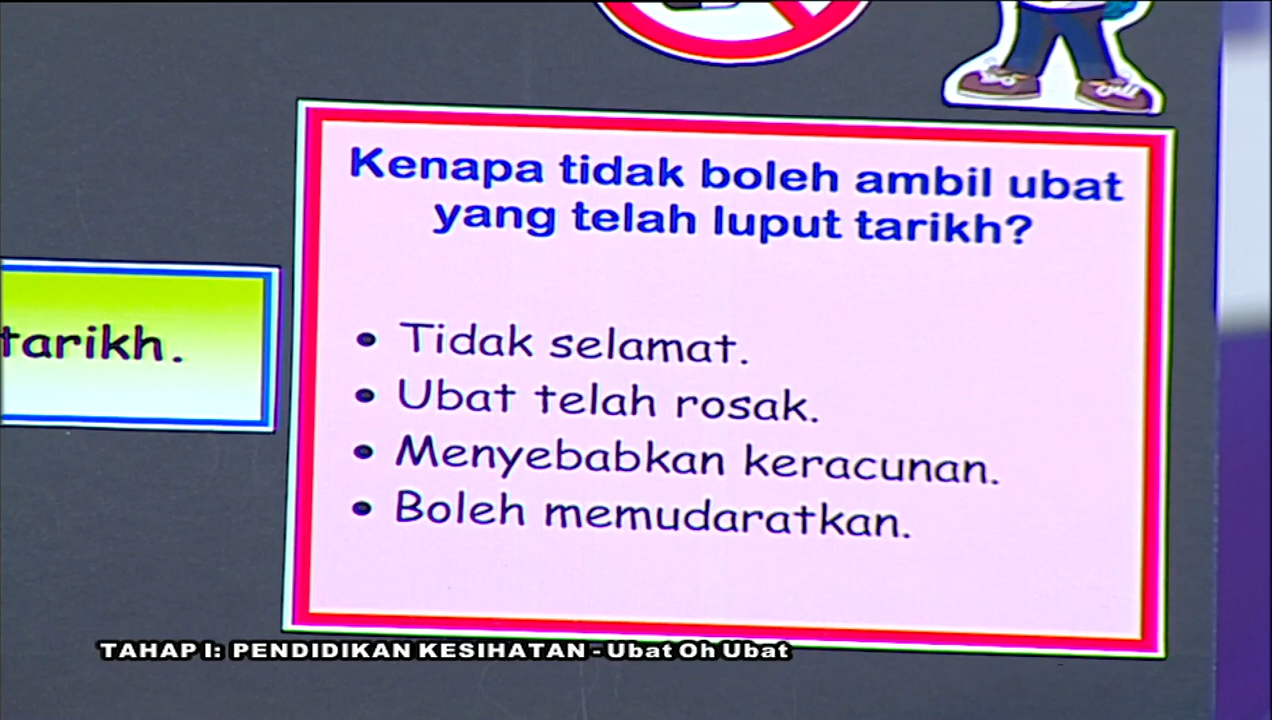 Kenapa tidak boleh ambil ubat
yang telah luput tarikh?
tarikh.
• Tidak selamat.
• Ubat telah rosak.
• Menyebabkan keracunan.
• Boleh memudaratkan.
TAHAP I: PENDIDIKAN KESIHATAN - Ubat Oh Ubat